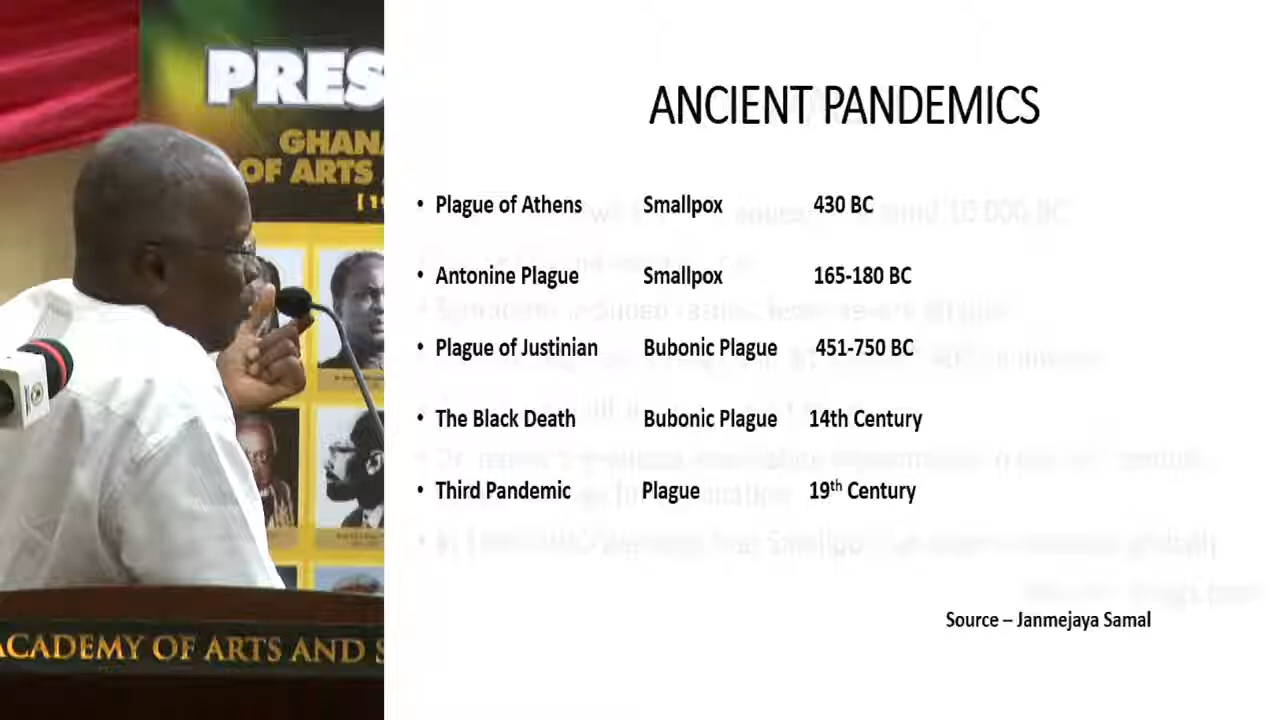 PRES
GHANA
OF ARTS
[19
ACADEMY OF ARTS AND S
ANCIENT PANDEMICS
• Plague of Athens Smallpox 430 BC
• Antonine Plague Smallpox 165-180 BC
• Plague of Justinian Bubonic Plague 451-750 BC
• The Black Death Bubonic Plague 14th Century
• Third Pandemic Plague 19th Century
Source – Janmejaya Samal